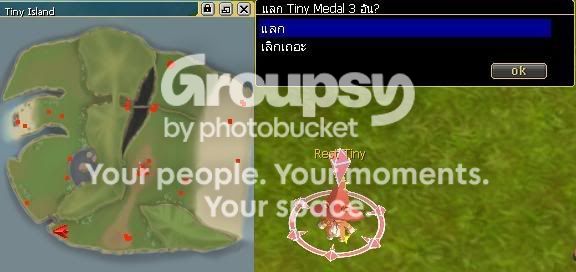 Tiny Island
แลก Tiny Medal 3 อัน?
แลก
เลิกเถอะ
ok
Groupsy
by photobucket
Red Tiny
Your people. Your moments.
Your space.